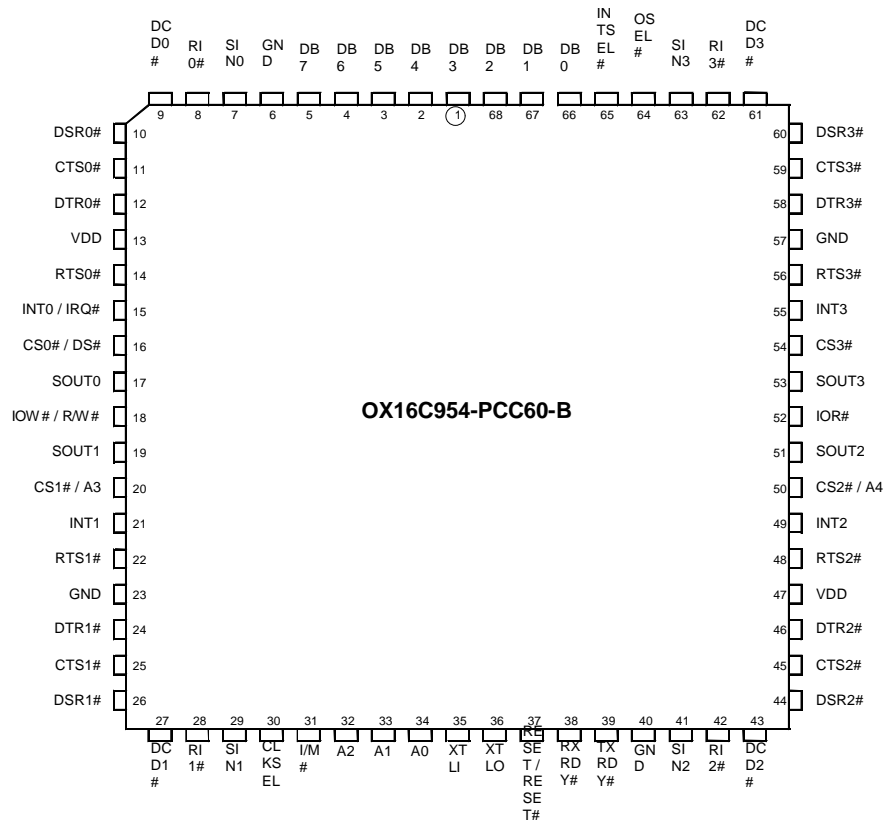 DC
D0
#
RI
0#
SI
N0
GN
D
DB
7
DB
6
DB
5
DB
4
DB
3
DB
2
DB
1
DB
0
IN
TS
EL
#
OS
EL
#
SI
N3
RI
3#
DC
D3#
9 8 7 6 5 4 3 2 1 68 67 66 65 64 63 62 61
DSR0# 10 60 DSR3#
CTS0# 11 59 CTS3#
DTR0# 12 58 DTR3#
VDD 13 57 GND
RTS0# 14 56 RTS3#
INT0 / IRQ# 15 55 INT3
CS0# / DS# 16 54 CS3#
SOUT0 17 53 SOUT3
OX16C954-PCC60-B
IOW# / R/W# 18 52 IOR#
SOUT1 19 51 SOUT2
CS1# / A3 20 50 CS2# / A4
INT1 21 49 INT2
RTS1# 22 48 RTS2#
GND 23 47 VDD
DTR1# 24 46 DTR2#
CTS1# 25 45 CTS2#
DSR1# 26 44 DSR2#
27 28 29 30 31 32 33 34 35 36 37 38 39 40 41 42 43
DC
D1
#
RI
1#
SI
N1
CL
KS
EL
I/M
#
A2
A1
A0
XT
LI
XT
LO
RE
SE
T /
RE
SE
T#
RX
RD
Y#
TX
RD
Y#
GN
D
SI
N2
RI
2#
DC
D2
#